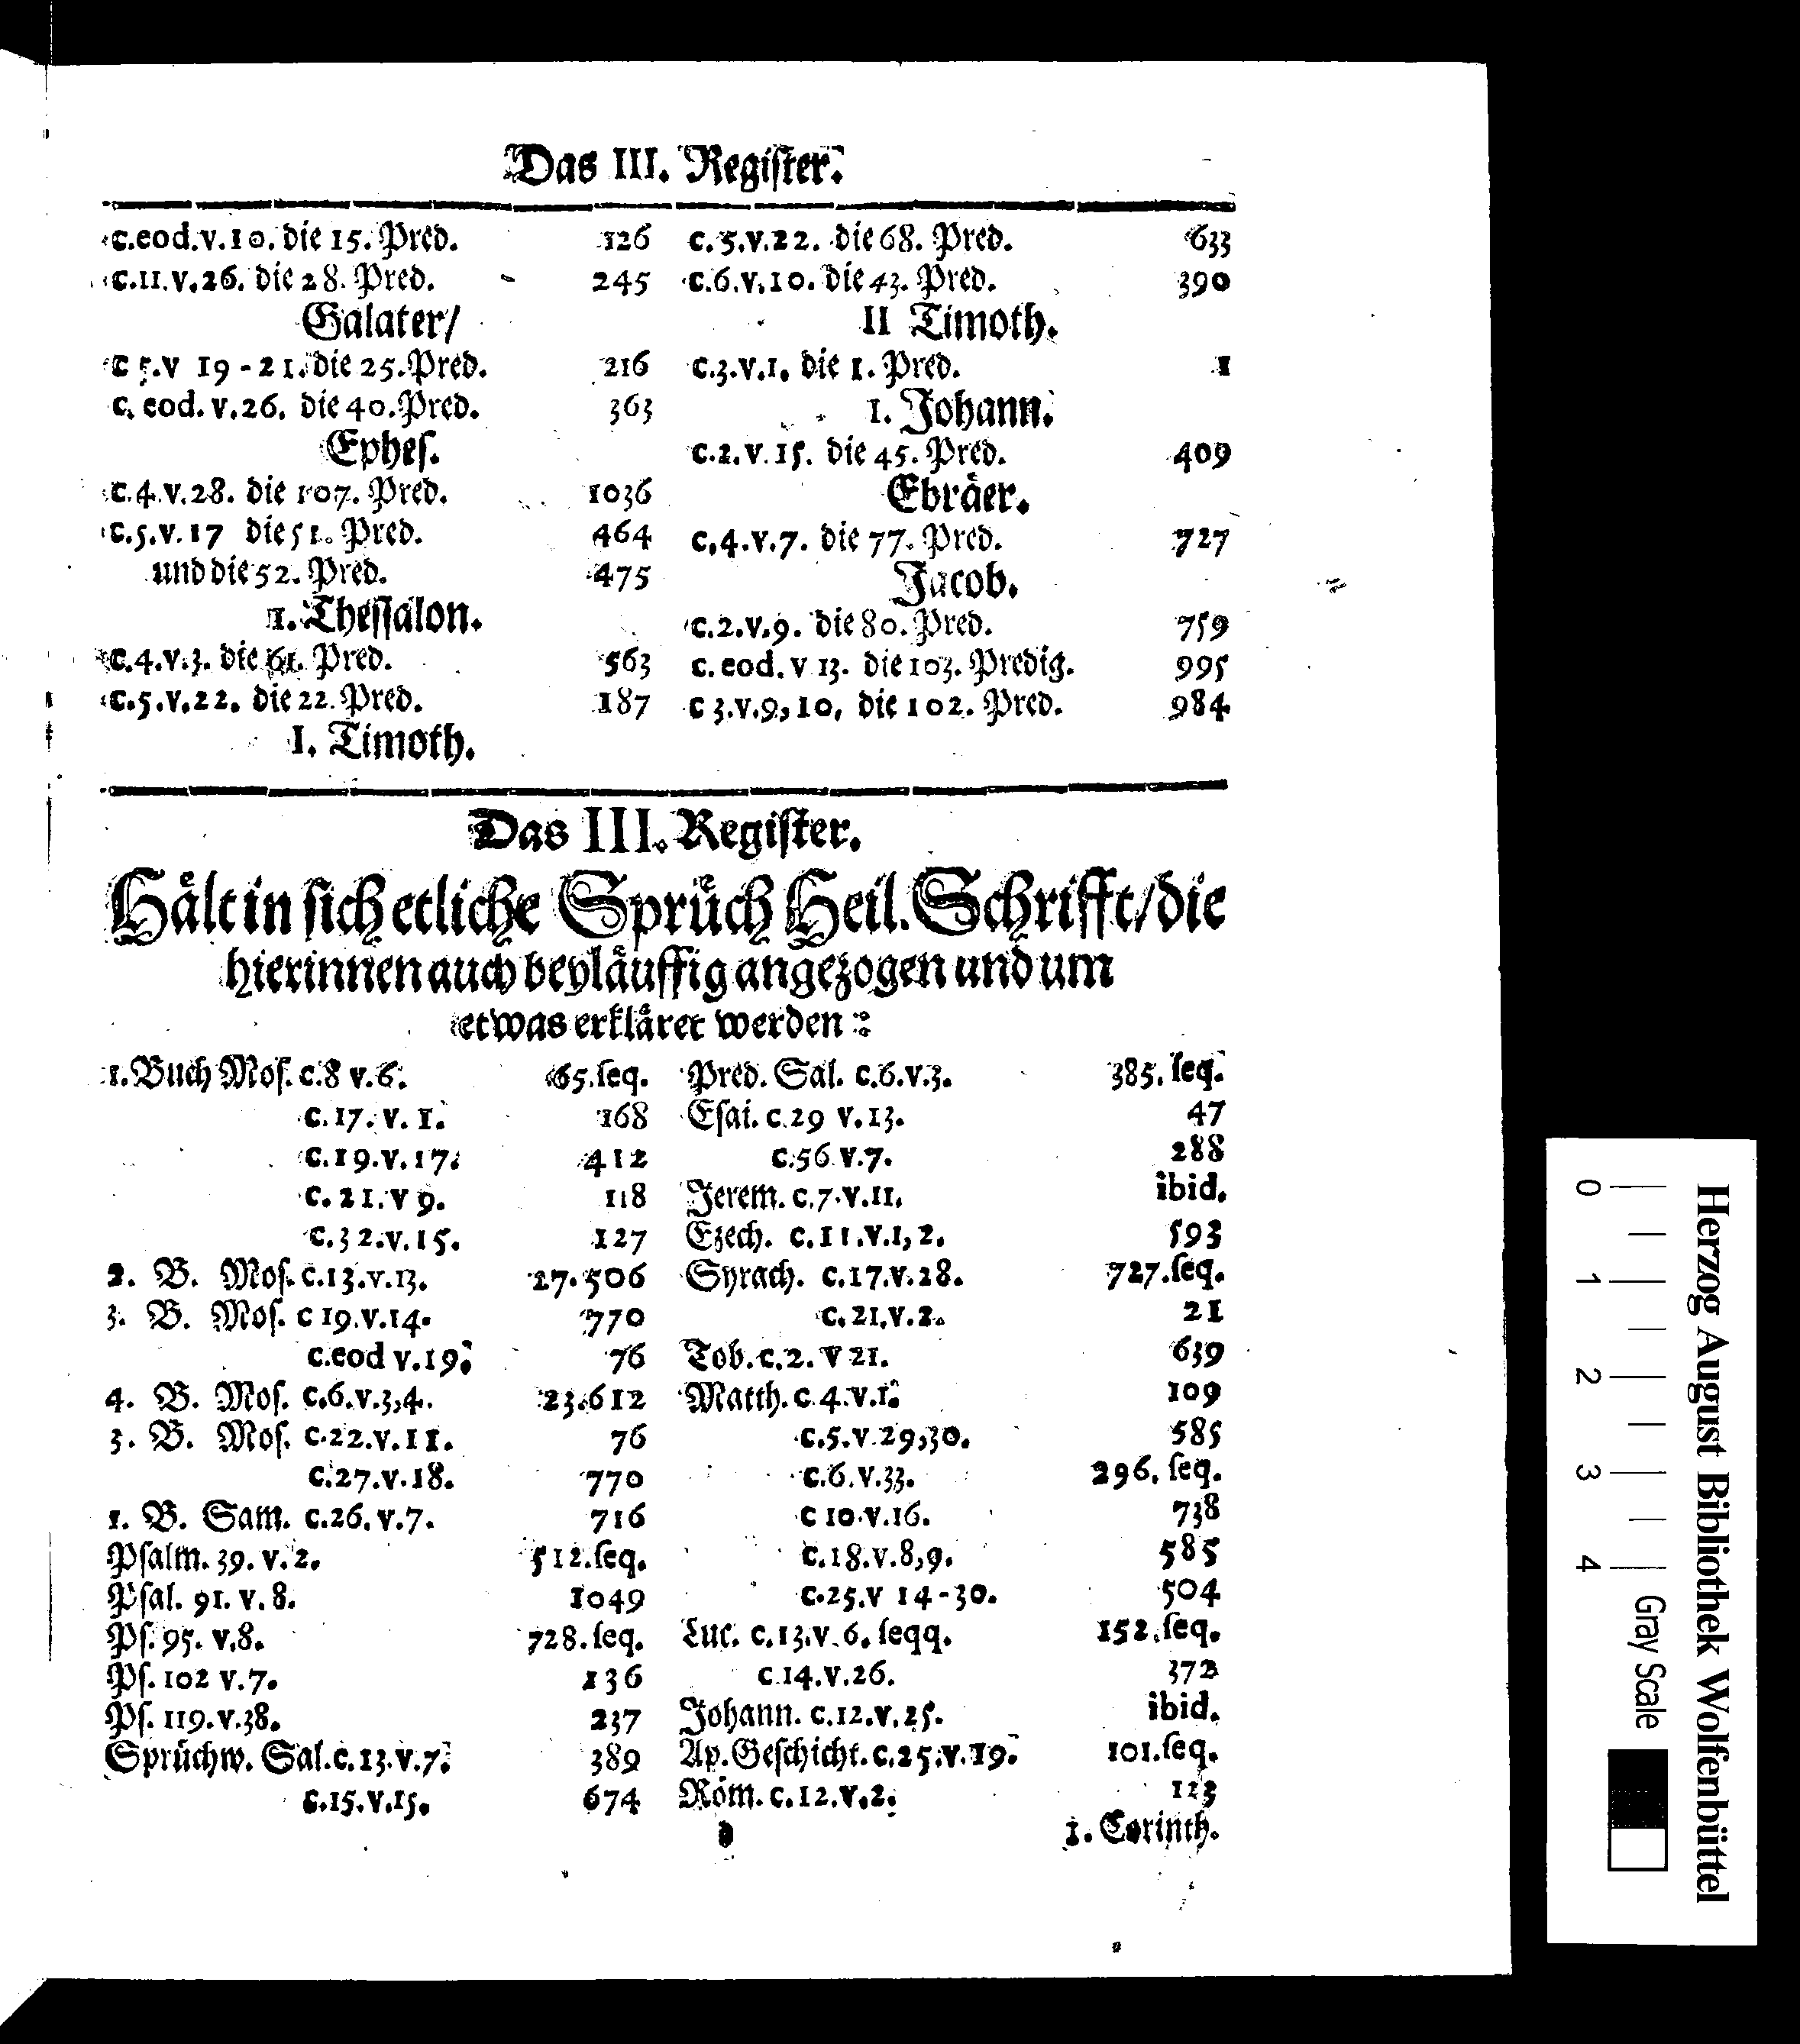 Das III. Register.
c.eod.v.10. die 15. Pred. 126
c.11.v.26. die 28. Pred. 245
Galater/
c 5.v 19-21. die 25. Pred. 216
c. eod. v.26. die 40. Pred. 363
Epheſ.
c.4.v.28. die 107. Pred. 1036
c.5.v.17 die 51. Pred. 464
und die 52. Pred. 475
1. Theſſalon.
c.4.v.3. die 61. Pred. 563
c.5.v.22. die 22. Pred. 187
I. Timoth.
c.5.v.22. die 68. Pred. 633
c.6.v.10. die 43. Pred. 390
II Timoth.
c.3.v.1. die 1. Pred. 1
1. Johann.
c.2.v.15. die 45. Pred. 409
Ebraͤer.
c.4.v.7. die 77. Pred. 727
Jacob.
c.2.v.9. die 80. Pred. 759
c. eod. v 13. die 103. Predig. 995
c 3.v.9,10, die 102. Pred. 984
Das III. Regiſter.
Haͤlt in ſich etliche Spruͤch Heil. Schrifft/die
hierinnen auch beylaͤuffig angezogen und um
etwas erklaͤret werden:
1. Buch Moſ. c.8 v.6. 65.ſeq.
c.17. v. 1. 168
c.19.v.17. 412
c. 21. v 9. 118
c.32.v.15. 127
2. B. Moſ. c.13.v.13. 27.506
3. B. Moſ. c 19.v.14. 770
c.eod v.19. 76
4. B. Moſ. c.6.v.3,4. 23.612
3. B. Moſ. c.22.v.11. 76
c.27.v.18. 770
1. B. Sam. c.26.v.7. 716
Pſalm. 39. v.2. 512.ſeq.
Pſal. 91. v.8. 1049
Pſ. 95. v.8. 728.ſeq.
Pſ. 102 v.7. 136
Pſ. 119.v.38. 237
Spruͤchw. Sal.c.13.v.7. 389
c.15.v.15. 674
Pred. Sal. c.6.v.3. 385. ſeq.
Eſai. c.29 v.13. 47
c.56 v.7. 288
Jerem. c.7.v.11. ibid.
Ezech. c.11.v.1,2. 593
Syrach. c.17.v.28. 727.ſeq.
c.21.v.2. 21
Tob. c.2. v 21. 639
Matth. c.4.v.1. 109
c.5.v 29,30. 585
c.6.v.33. 296. ſeq.
c 10.v.16. 738
c.18.v.8,9. 585
c.25.v 14-30. 504
Luc. c.13.v.6. ſeqq. 152.ſeq.
c 14.v.26. 372
Johann. c.12.v.25. ibid.
Ap.Geſchicht.c.25.v.19. 101.ſeq.
Roͤm. c.12.v.2. 123
1. Corinth.
Herzog August Bibliothek Wolfenbüttel
0 1 2 3 4 Gray Scale